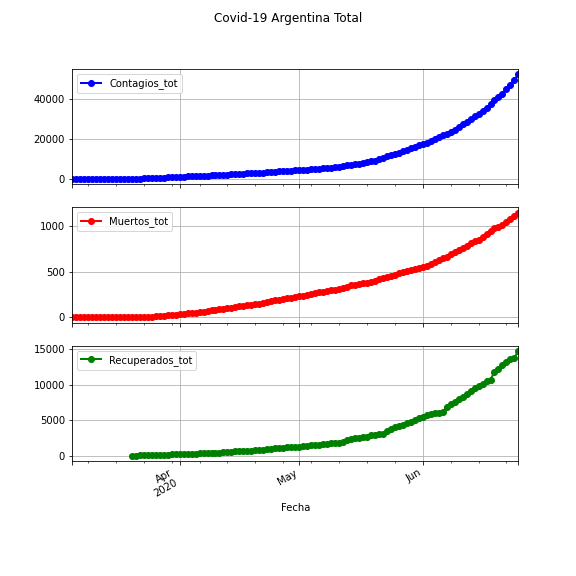 Covid-19 Argentina Total
Contagios_tot
40000
20000
0
Muertos_tot
1000
500
0
Recuperados_tot
15000
10000
5000
0
Apr
2020
May
Jun
Fecha